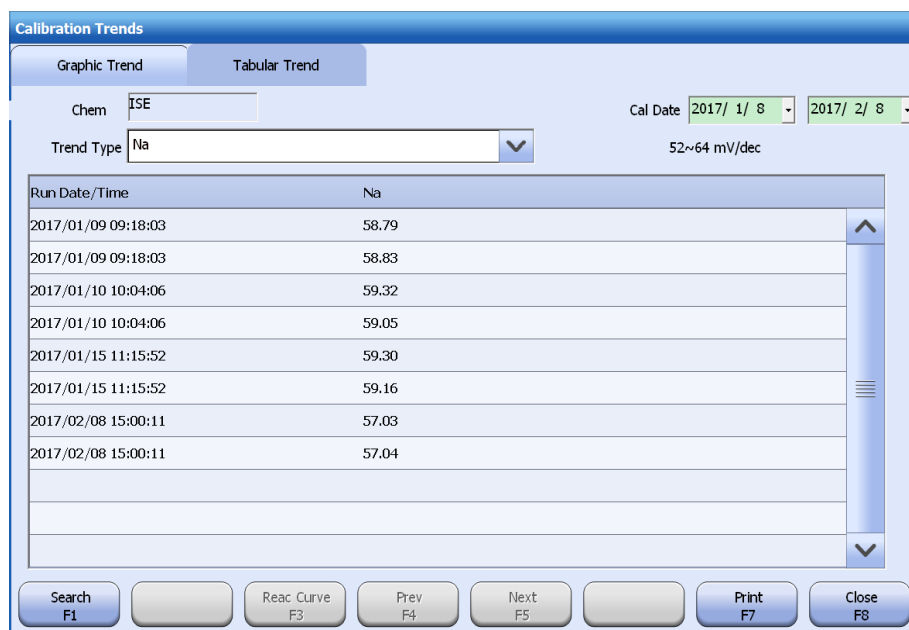 Calibration Trends
Graphic Trend Tabular Trend
Chem ISE Cal Date 2017/ 1/ 8 2017/ 2/ 8
Trend Type Na 52~64 mV/dec
Run Date/Time Na
2017/01/09 09:18:03 58.79
2017/01/09 09:18:03 58.83
2017/01/10 10:04:06 59.32
2017/01/10 10:04:06 59.05
2017/01/15 11:15:52 59.30
2017/01/15 11:15:52 59.16
2017/02/08 15:00:11 57.03
2017/02/08 15:00:11 57.04
Search Reac Curve Prev Next Print Close
F1 F3 F4 F5 F7 F8